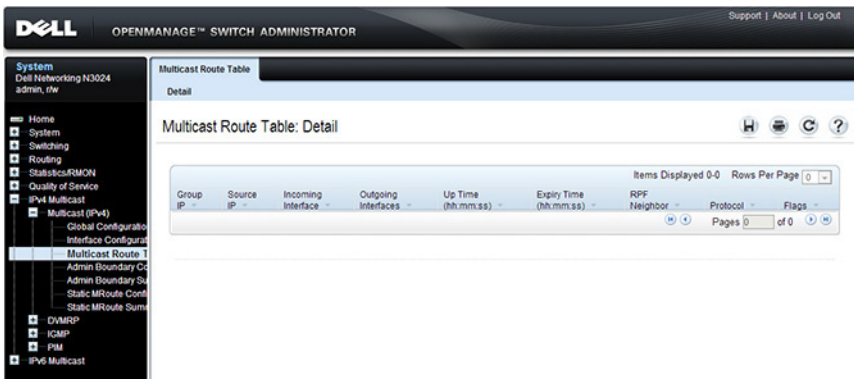 Support | About | Log Out
DELL OPENMANAGE™ SWITCH ADMINISTRATOR
System
Dell Networking N3024
admin, r/w
Multicast Route Table
Detail
Home
System
Switching
Routing
Statistics/RMON
Quality of Service
IPv4 Multicast
Multicast (IPv4)
Global Configuratio
Interface Configurat
Multicast Route T
Admin Boundary Co
Admin Boundary Su
Static MRoute Confi
Static MRoute Summ
DVMRP
IGMP
PIM
IPv6 Multicast
Multicast Route Table: Detail
H C ?
Items Displayed 0-0 Rows Per Page 0
Group IP Source IP Incoming Interface Outgoing Interfaces Up Time (hh:mm:ss) Expiry Time (hh:mm:ss) RPF Neighbor Protocol Flags
Pages 0 of 0